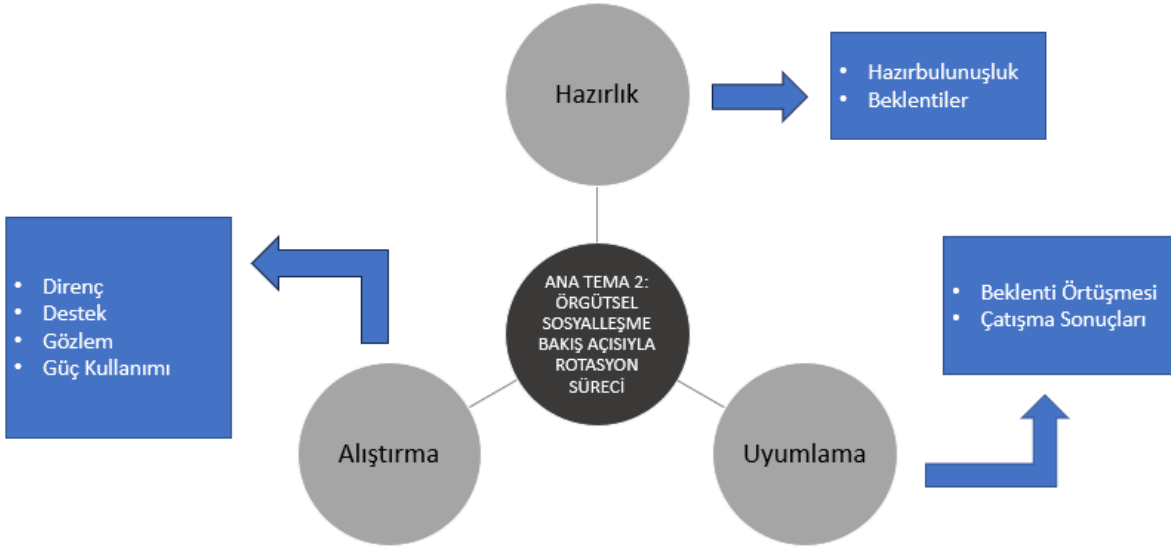 Hazırlık
• Hazırbulunuşluk
• Beklentiler
ANA TEMA 2:
ÖRGÜTSEL
SOSYALLEŞME
BAKIŞ AÇISIYLA
ROTASYON
SÜRECİ
• Direnç
• Destek
• Gözlem
• Güç Kullanımı
• Beklenti Örtüşmesi
• Çatışma Sonuçları
Alıştırma
Uyumlama